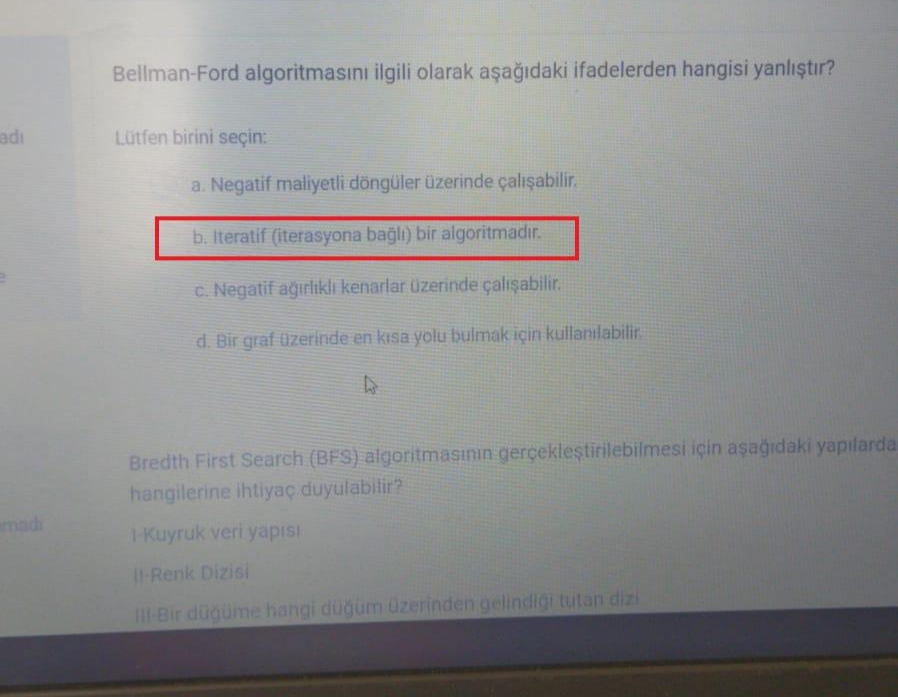 Bellman-Ford algoritmasını ilgili olarak aşağıdaki ifadelerden hangisi yanlıştır?
adı
Lütfen birini seçin:
a. Negatif maliyetli döngüler üzerinde çalışabilir.
b. Iteratif (iterasyona bağlı) bir algoritmadır.
e
c. Negatif ağırlıklı kenarlar üzerinde çalışabilir.
d. Bir graf üzerinde en kısa yolu bulmak için kullanılabilir.
Bredth First Search (BFS) algoritmasının gerçekleştirilebilmesi için aşağıdaki yapılarda
hangilerine ihtiyaç duyulabilir?
madı
I-Kuyruk veri yapısı
II-Renk Dizisi
III-Bir düğüme hangi düğüm üzerinden gelindiği tutan dizi